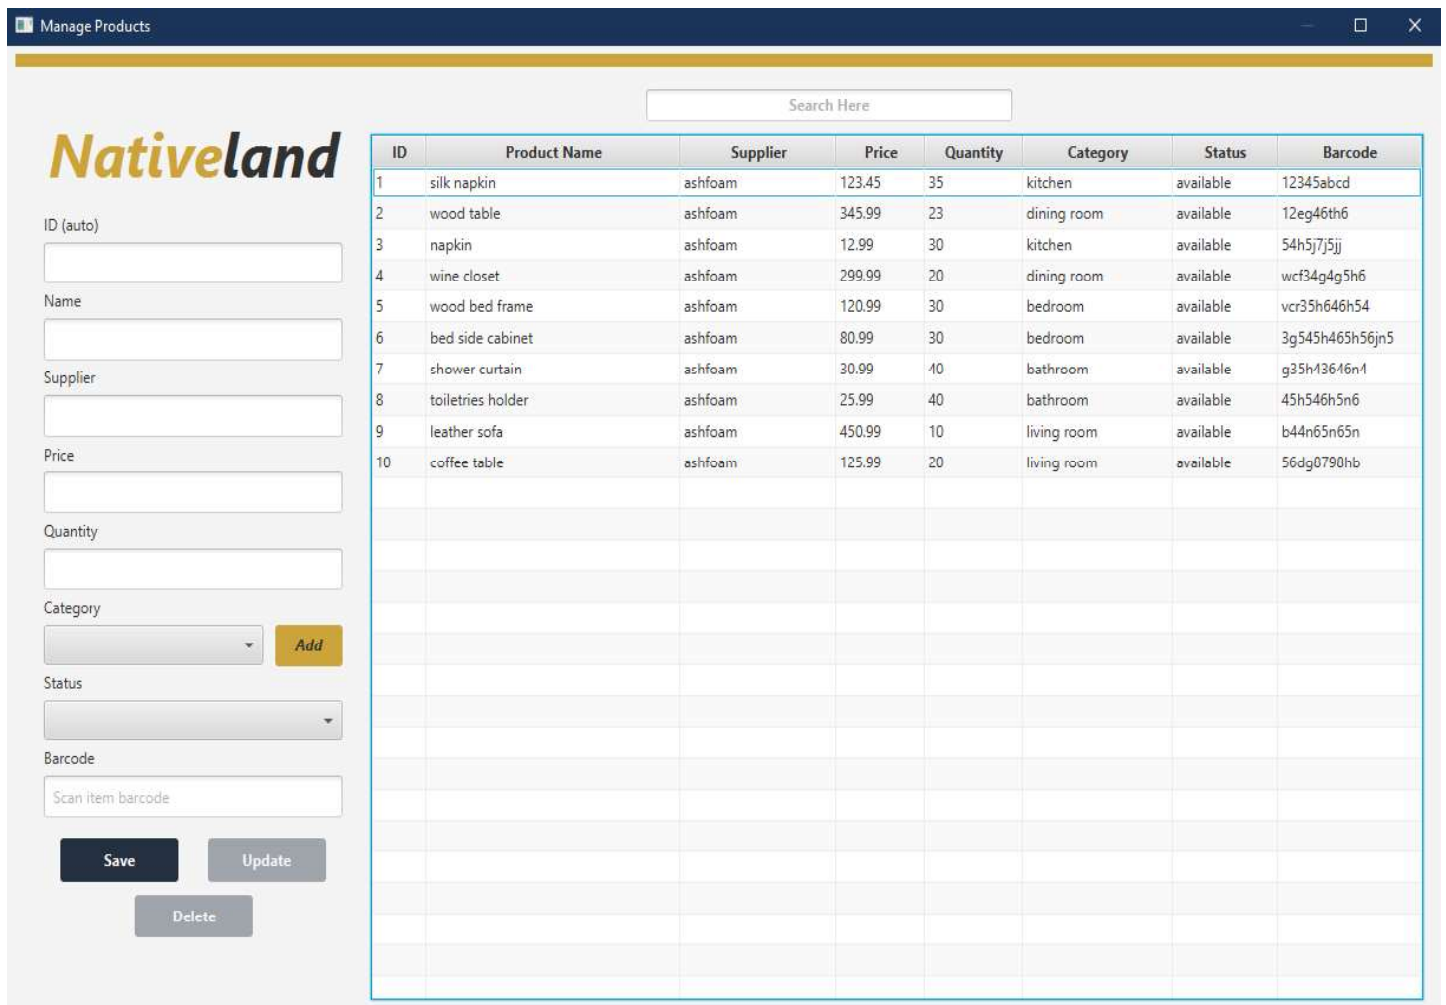 Manage Products
Search Here
Nativeland
ID (auto)
Name
Supplier
Price
Quantity
Category
Add
Status
Barcode
Scan item barcode
Save Update
Delete
ID Product Name Supplier Price Quantity Category Status Barcode
1 silk napkin ashfoam 123.45 35 kitchen available 12345abcd
2 wood table ashfoam 345.99 23 dining room available 12eg46th6
3 napkin ashfoam 12.99 30 kitchen available 54h5j7j5jj
4 wine closet ashfoam 299.99 20 dining room available wcf34g4g5h6
5 wood bed frame ashfoam 120.99 30 bedroom available vcr35h646h54
6 bed side cabinet ashfoam 80.99 30 bedroom available 3g545h465h56jn5
7 shower curtain ashfoam 30.99 40 bathroom available g35h43646n4
8 toiletries holder ashfoam 25.99 40 bathroom available 45h546h5n6
9 leather sofa ashfoam 450.99 10 living room available b44n65n65n
10 coffee table ashfoam 125.99 20 living room available